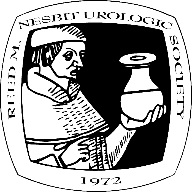 REED M. NESBIT UROLOGIC SOCIETY
1972